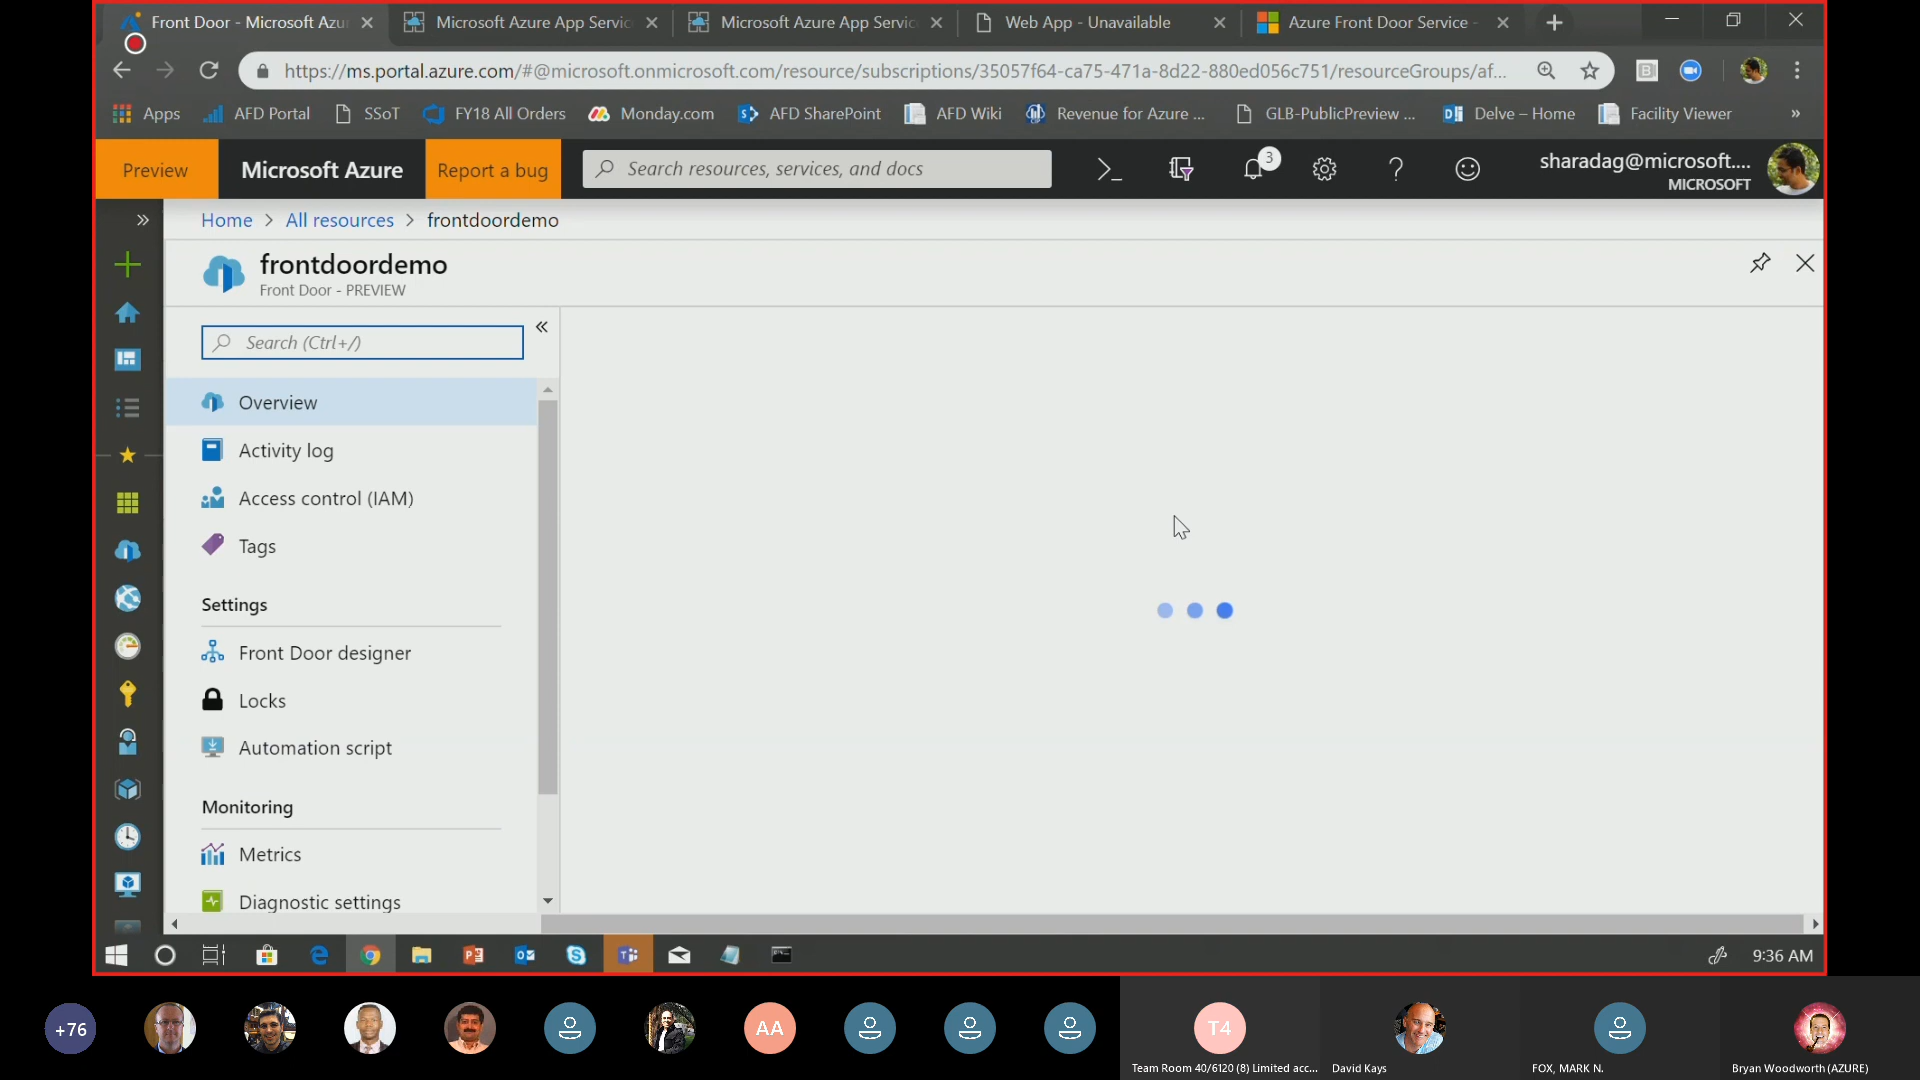 Front Door - Microsoft Azur
Microsoft Azure App Servic
Microsoft Azure App Servic
Web App - Unavailable
Azure Front Door Service -
https://ms.portal.azure.com/#@microsoft.onmicrosoft.com/resource/subscriptions/35057f64-ca75-471a-8d22-880ed056c751/resourceGroups/af...
Apps
AFD Portal
SSoT
FY18 All Orders
Monday.com
AFD SharePoint
AFD Wiki
Revenue for Azure ...
GLB-PublicPreview ...
Delve – Home
Facility Viewer
»
Preview
Microsoft Azure
Report a bug
Search resources, services, and docs
3
sharadag@microsoft....
MICROSOFT
Home > All resources > frontdoordemo
frontdoordemo
Front Door - PREVIEW
Search (Ctrl+/)
Overview
Activity log
Access control (IAM)
Tags
Settings
Front Door designer
Locks
Automation script
Monitoring
Metrics
Diagnostic settings
9:36 AM
+76
AA
T4
Team Room 40/6120 (8) Limited acc...
David Kays
FOX, MARK N.
Bryan Woodworth (AZURE)